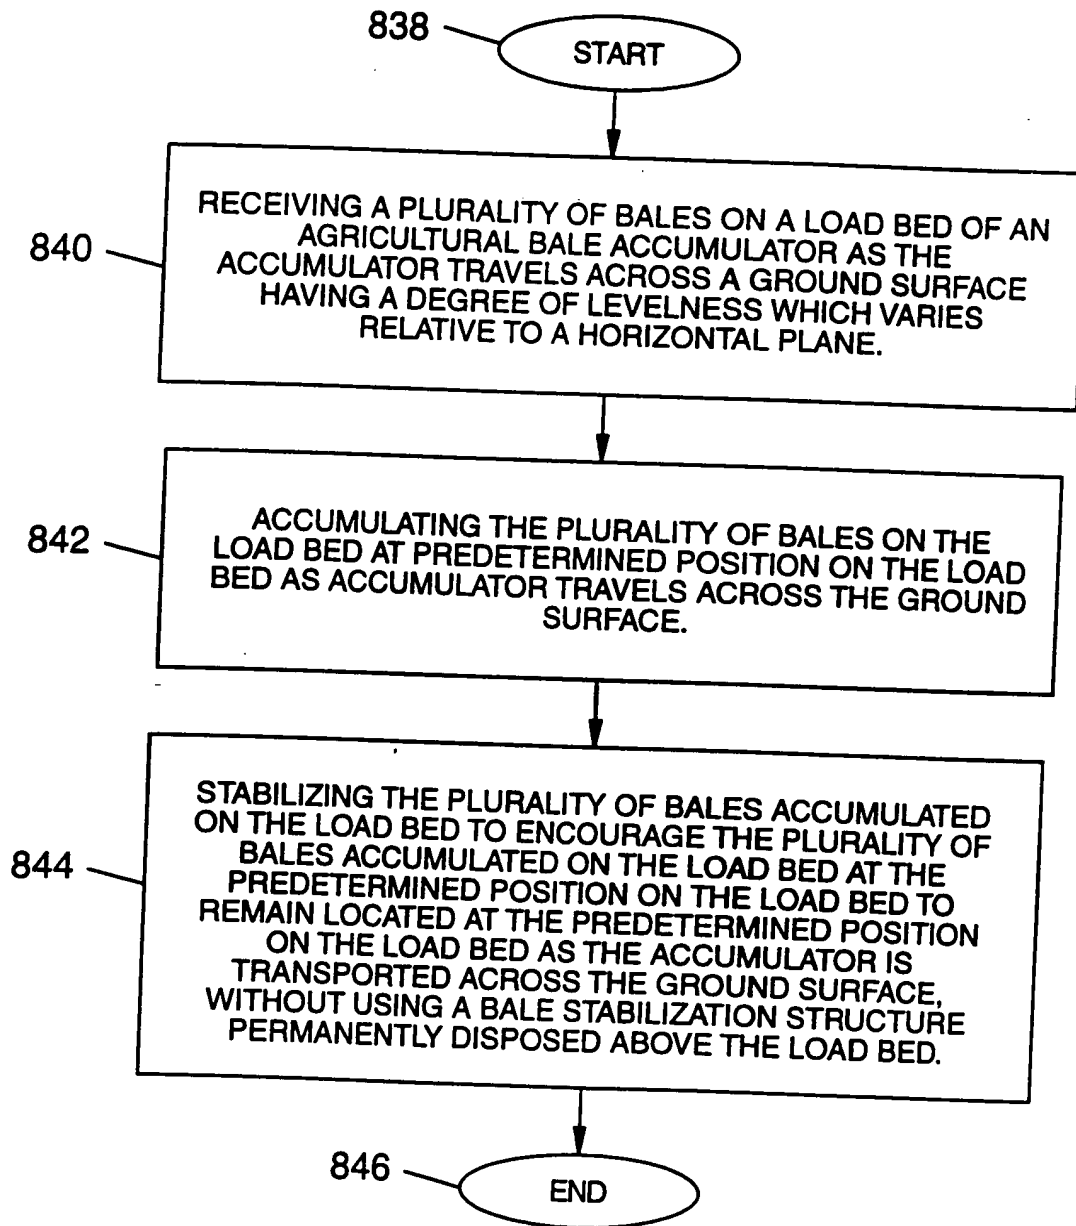 838
START
840
RECEIVING A PLURALITY OF BALES ON A LOAD BED OF AN
AGRICULTURAL BALE ACCUMULATOR AS THE
ACCUMULATOR TRAVELS ACROSS A GROUND SURFACE
HAVING A DEGREE OF LEVELNESS WHICH VARIES
RELATIVE TO A HORIZONTAL PLANE.
842
ACCUMULATING THE PLURALITY OF BALES ON THE
LOAD BED AT PREDETERMINED POSITION ON THE LOAD
BED AS ACCUMULATOR TRAVELS ACROSS THE GROUND
SURFACE.
844
STABILIZING THE PLURALITY OF BALES ACCUMULATED
ON THE LOAD BED TO ENCOURAGE THE PLURALITY OF
BALES ACCUMULATED ON THE LOAD BED AT THE
PREDETERMINED POSITION ON THE LOAD BED TO
REMAIN LOCATED AT THE PREDETERMINED POSITION
ON THE LOAD BED AS THE ACCUMULATOR IS
TRANSPORTED ACROSS THE GROUND SURFACE,
WITHOUT USING A BALE STABILIZATION STRUCTURE
PERMANENTLY DISPOSED ABOVE THE LOAD BED.
846
END